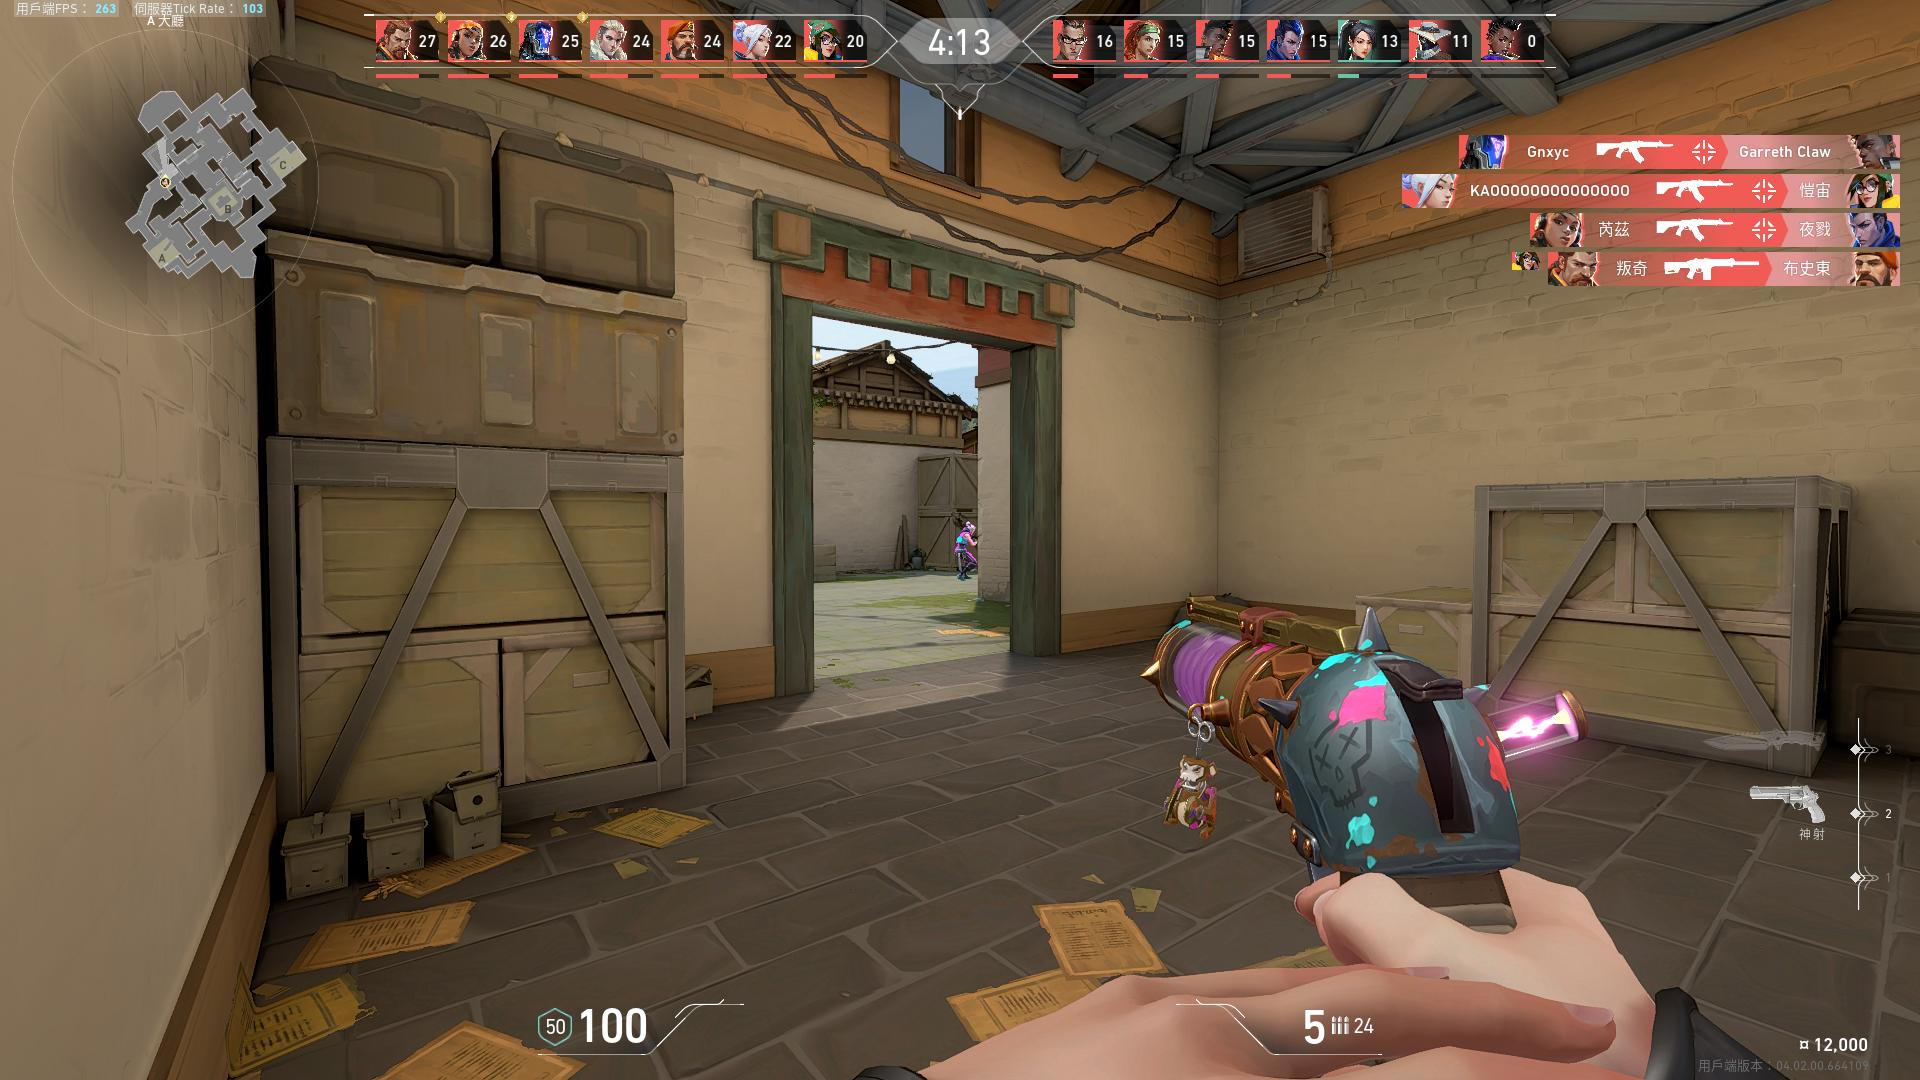 用戶端FPS： 263 伺服器Tick Rate： 103
A 大廳
27 26 25 24 24 22 20 4:13 16 15 15 15 13 11 0
C
B
A
Gnxyc Garreth Claw
KAOOOOOOOOOOOOOO 愷宙
芮茲 夜戮
叛奇 布史東
3
2
神射
1
50 100
5 24
¤ 12,000
用戶端版本：04.02.00.664109